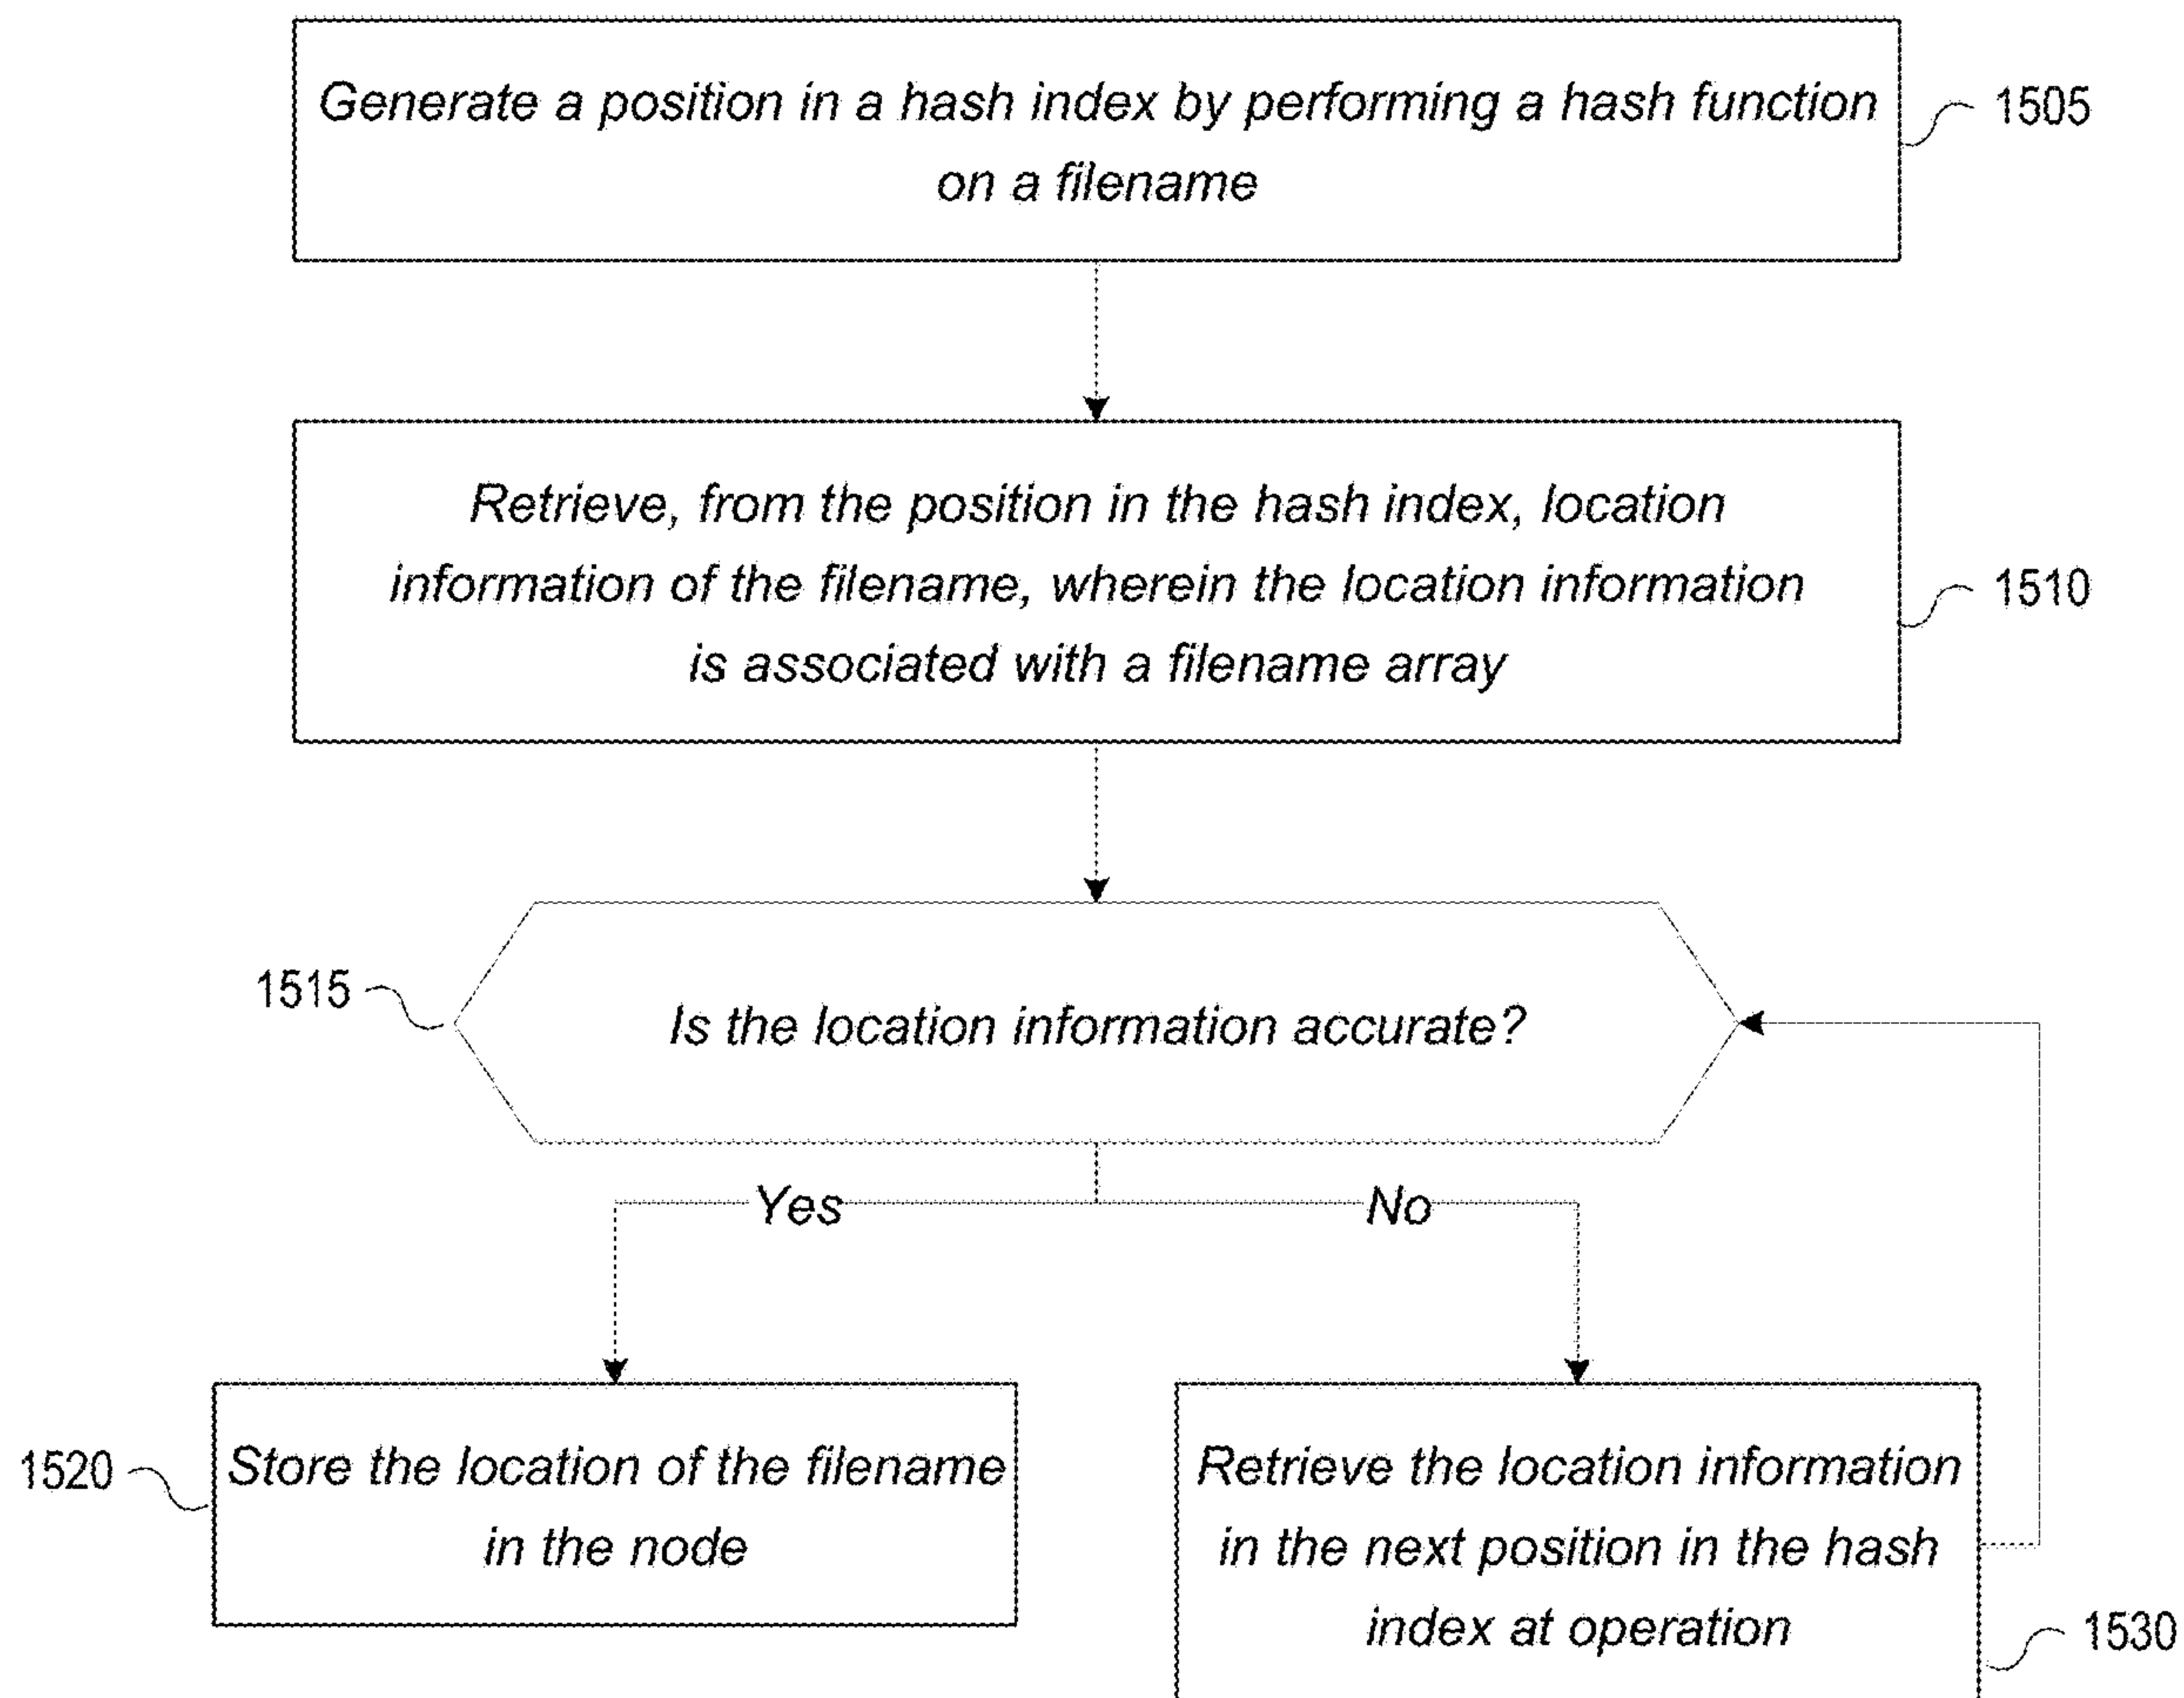 Generate a position in a hash index by performing a hash function
on a filename
1505
Retrieve, from the position in the hash index, location
information of the filename, wherein the location information
is associated with a filename array
1510
1515
Is the location information accurate?
Yes
No
1520
Store the location of the filename
in the node
Retrieve the location information
in the next position in the hash
index at operation
1530